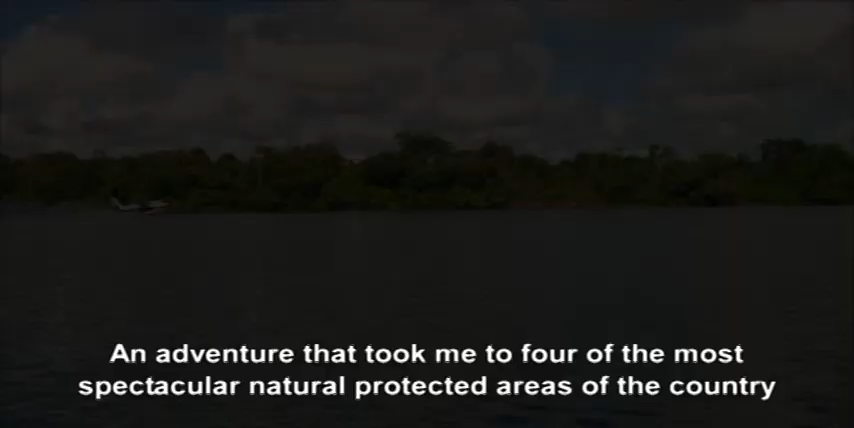 An adventure that took me to four of the most
spectacular natural protected areas of the country